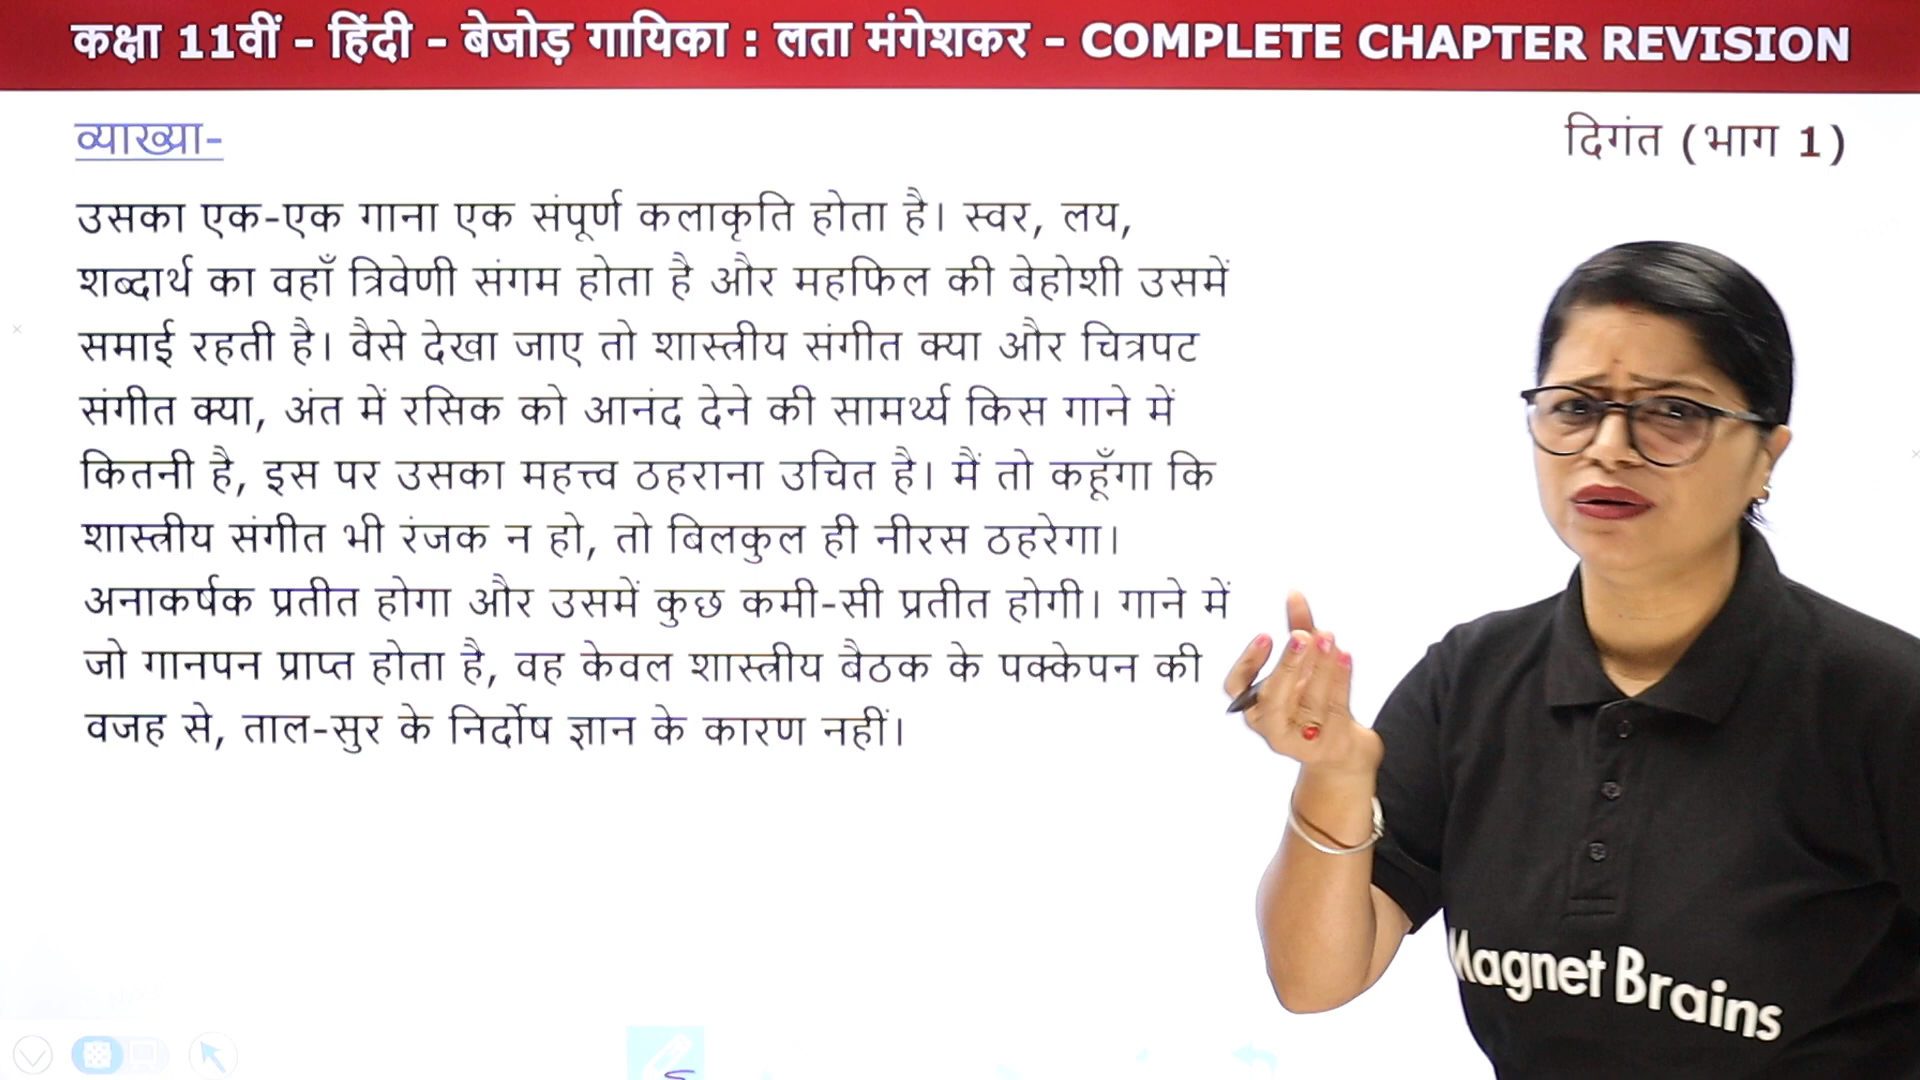 कक्षा 11वीं - हिंदी - बेजोड़ गायिका : लता मंगेशकर - COMPLETE CHAPTER REVISION
व्याख्या-
दिगंत (भाग 1)
उसका एक-एक गाना एक संपूर्ण कलाकृति होता है। स्वर, लय,
शब्दार्थ का वहाँ त्रिवेणी संगम होता है और महफिल की बेहोशी उसमें
समाई रहती है। वैसे देखा जाए तो शास्त्रीय संगीत क्या और चित्रपट
संगीत क्या, अंत में रसिक को आनंद देने की सामर्थ्य किस गाने में
कितनी है, इस पर उसका महत्त्व ठहराना उचित है। मैं तो कहूँगा कि
शास्त्रीय संगीत भी रंजक न हो, तो बिलकुल ही नीरस ठहरेगा।
अनाकर्षक प्रतीत होगा और उसमें कुछ कमी-सी प्रतीत होगी। गाने में
जो गानपन प्राप्त होता है, वह केवल शास्त्रीय बैठक के पक्केपन की
वजह से, ताल-सुर के निर्दोष ज्ञान के कारण नहीं।
Magnet Brains